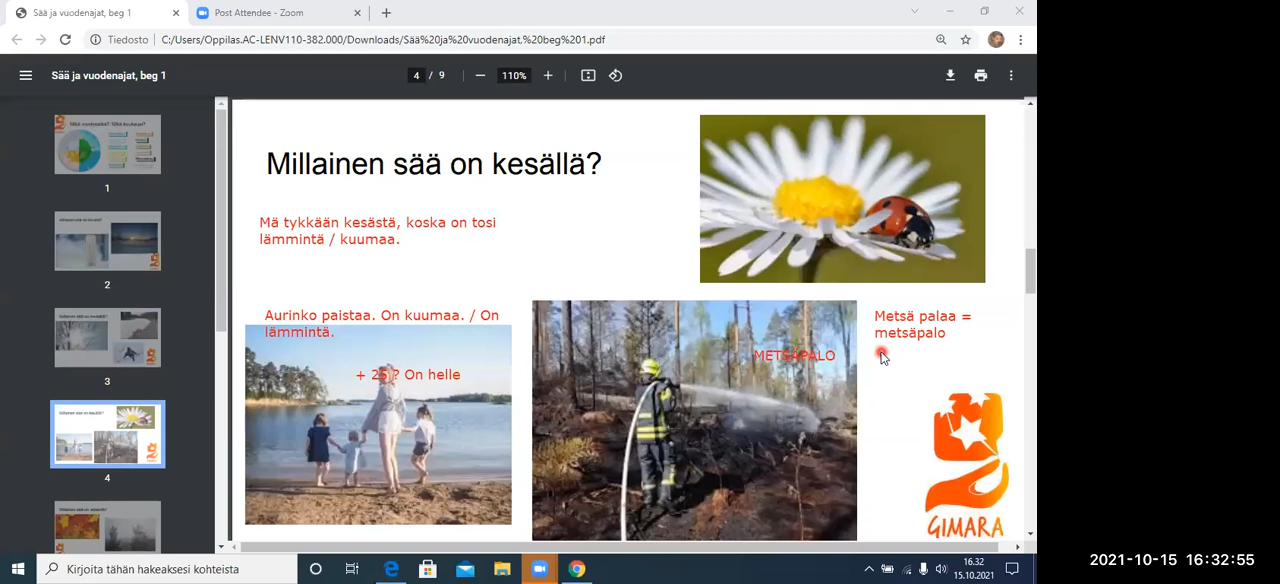 Sää ja vuodenajat, beg 1
Post Attendee - Zoom
Tiedosto
C:/Users/Oppilas.AC-LENV110-382.000/Downloads/Sää%20ja%20vuodenajat,%20beg%201.pdf
Sää ja vuodenajat, beg 1
4 / 9
110%
1
2
3
4
Millainen sää on kesällä?
Mä tykkään kesästä, koska on tosi
lämmintä / kuumaa.
Aurinko paistaa. On kuumaa. / On
lämmintä.
+ 25 ? On helle
METSÄPALO
Metsä palaa =
metsäpalo
GIMARA
Kirjoita tähän hakeaksesi kohteista
16.32
15.10.2021
2021-10-15 16:32:55